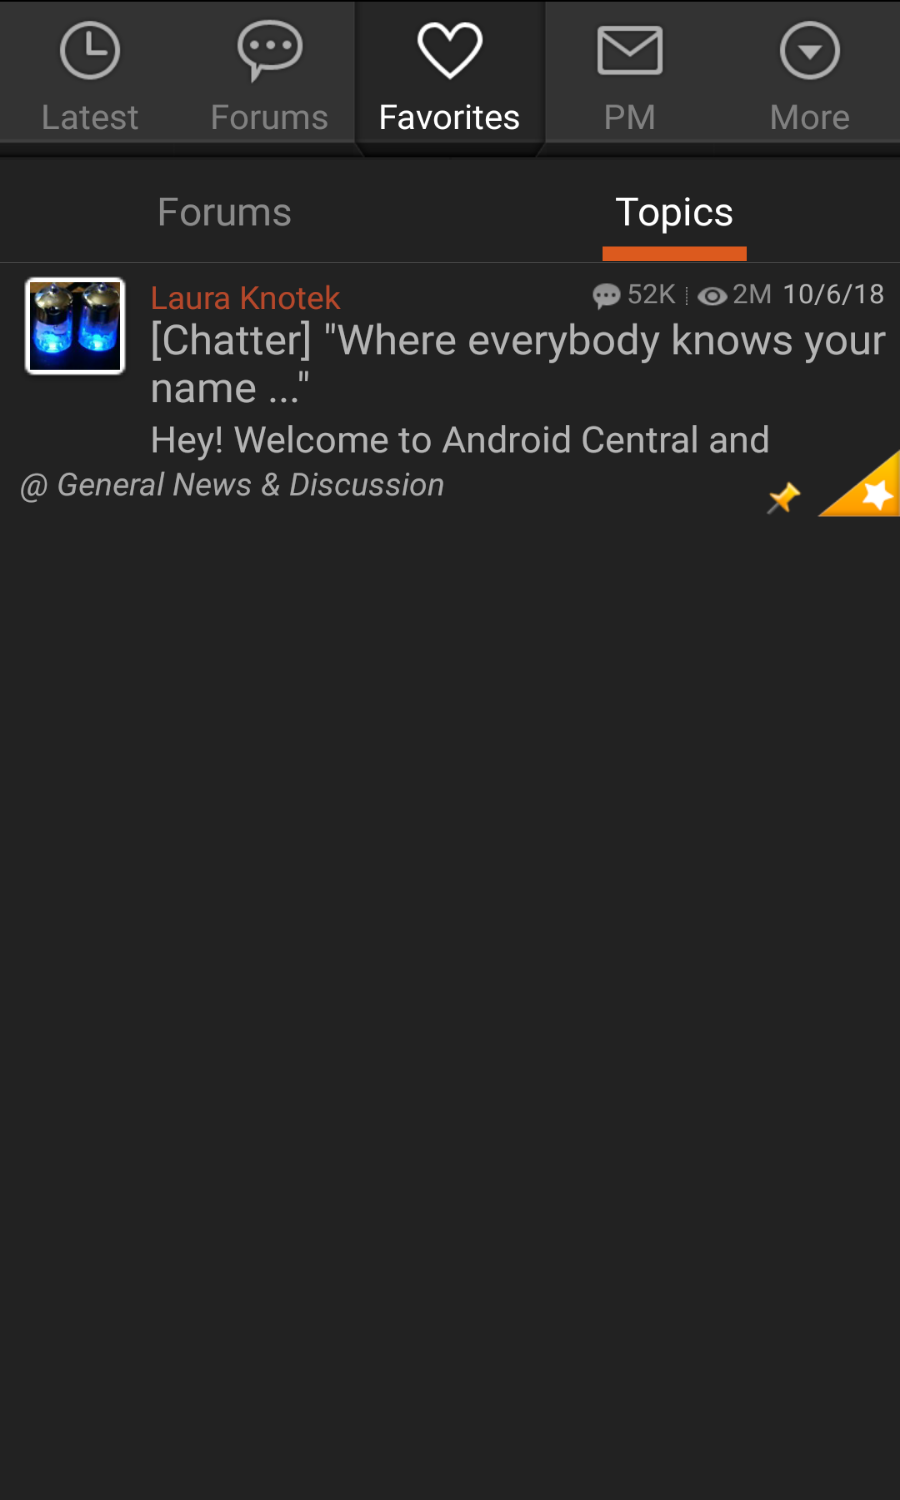 Latest Forums Favorites PM More
Forums Topics
Laura Knotek 52K 2M 10/6/18
[Chatter] "Where everybody knows your
name ..."
Hey! Welcome to Android Central and
@ General News & Discussion